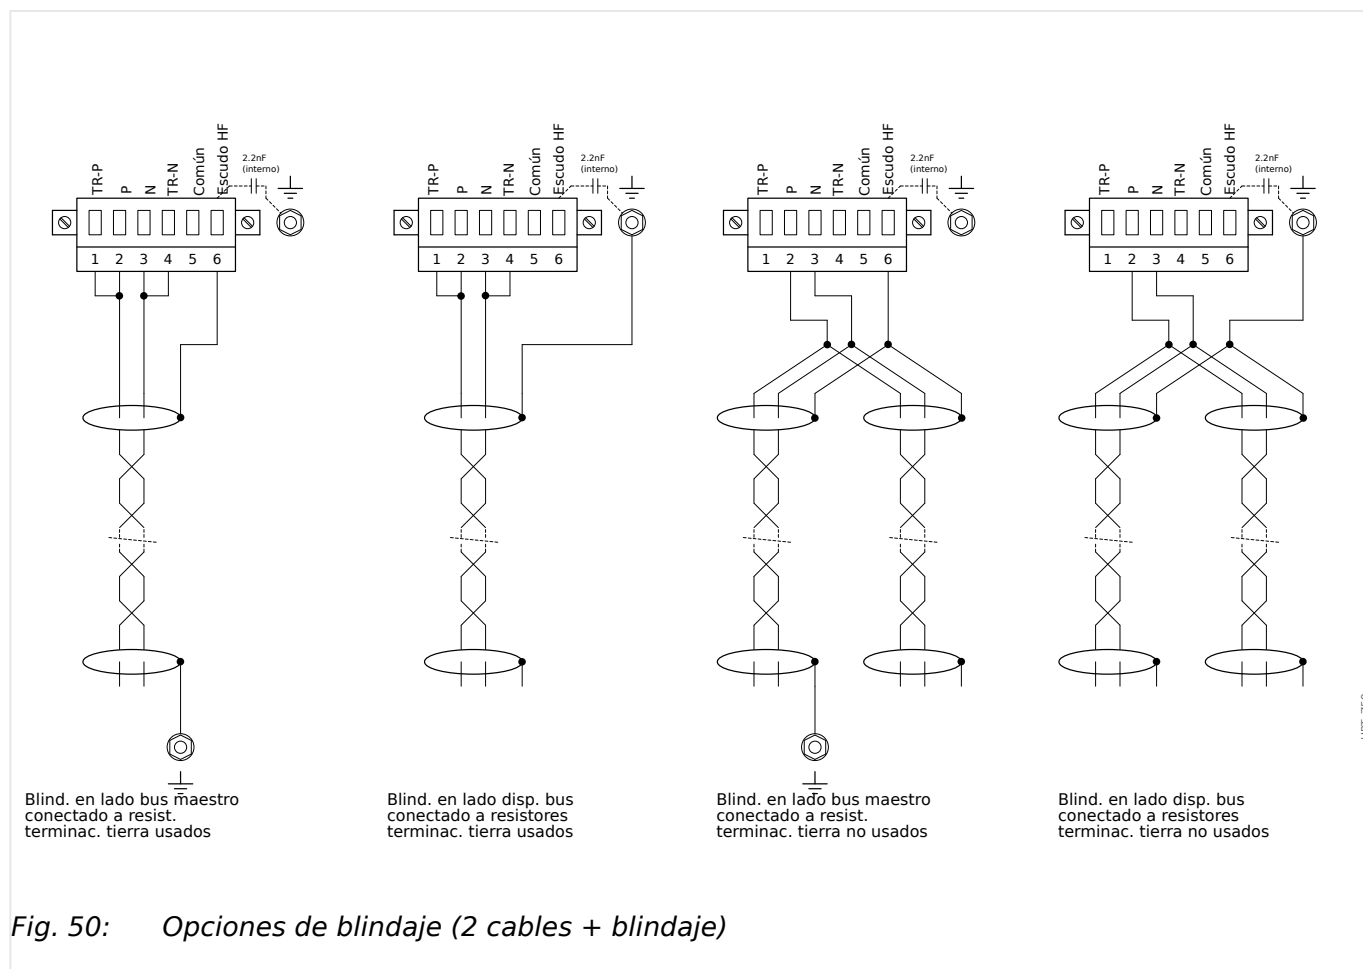 TR-P
P
N
TR-N
Común
Escudo HF
2.2nF
(interno)
1 2 3 4 5 6
TR-P
P
N
TR-N
Común
Escudo HF
2.2nF
(interno)
1 2 3 4 5 6
TR-P
P
N
TR-N
Común
Escudo HF
2.2nF
(interno)
1 2 3 4 5 6
TR-P
P
N
TR-N
Común
Escudo HF
2.2nF
(interno)
1 2 3 4 5 6
Blind. en lado bus maestro
conectado a resist.
terminac. tierra usados
Blind. en lado disp. bus
conectado a resistores
terminac. tierra usados
Blind. en lado bus maestro
conectado a resist.
terminac. tierra no usados
Blind. en lado disp. bus
conectado a resistores
terminac. tierra no usados
Fig. 50: Opciones de blindaje (2 cables + blindaje)